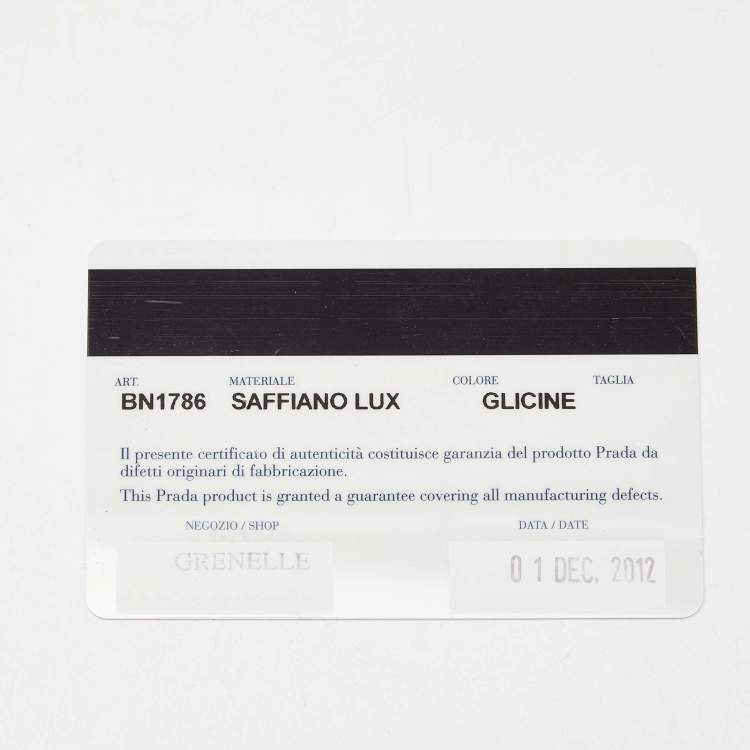 ART. MATERIALE COLORE TAGLIA
BN1786 SAFFIANO LUX GLICINE
Il presente certificato di autenticità costituisce garanzia del prodotto Prada da
difetti originari di fabbricazione.
This Prada product is granted a guarantee covering all manufacturing defects.
NEGOZIO / SHOP DATA / DATE
GRENELLE 01 DEC. 2012